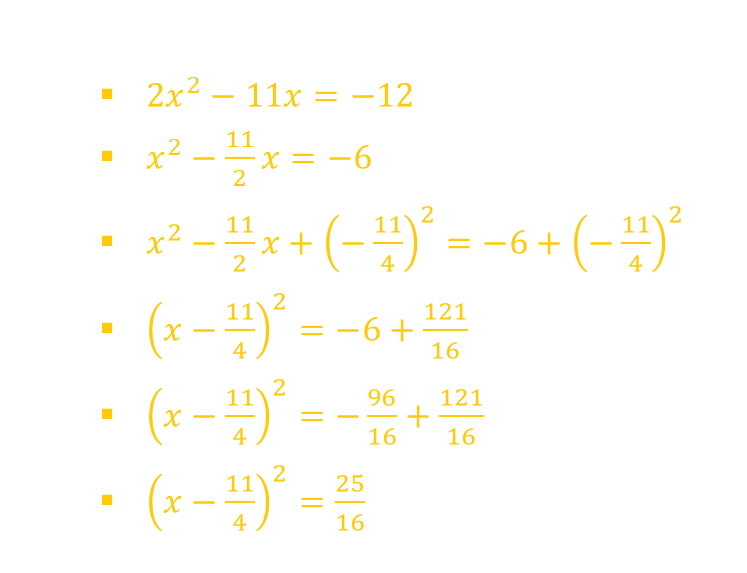 ▪ 2x² − 11x = −12
▪ x² − 11/2 x = −6
▪ x² − 11/2 x + (− 11/4)² = −6 + (− 11/4)²
▪ (x − 11/4)² = −6 + 121/16
▪ (x − 11/4)² = − 96/16 + 121/16
▪ (x − 11/4)² = 25/16